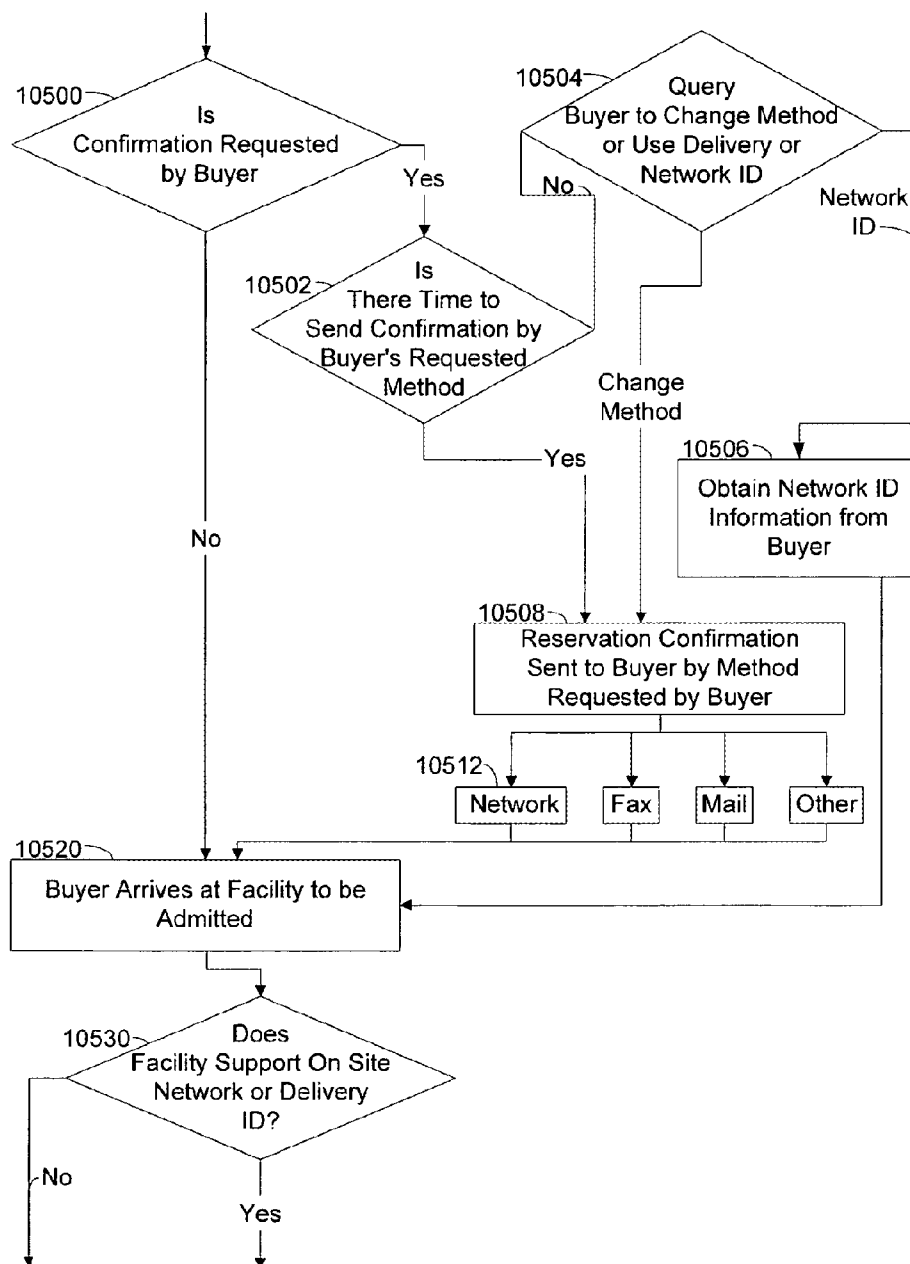 10500
Is
Confirmation Requested
by Buyer
Yes
10504
Query
Buyer to Change Method
or Use Delivery or
Network ID
No
Network
ID
10502
Is
There Time to
Send Confirmation by
Buyer's Requested
Method
Change
Method
Yes
10506
Obtain Network ID
Information from
Buyer
No
10508
Reservation Confirmation
Sent to Buyer by Method
Requested by Buyer
10512
Network
Fax
Mail
Other
10520
Buyer Arrives at Facility to be
Admitted
10530
Does
Facility Support On Site
Network or Delivery
ID?
No
Yes